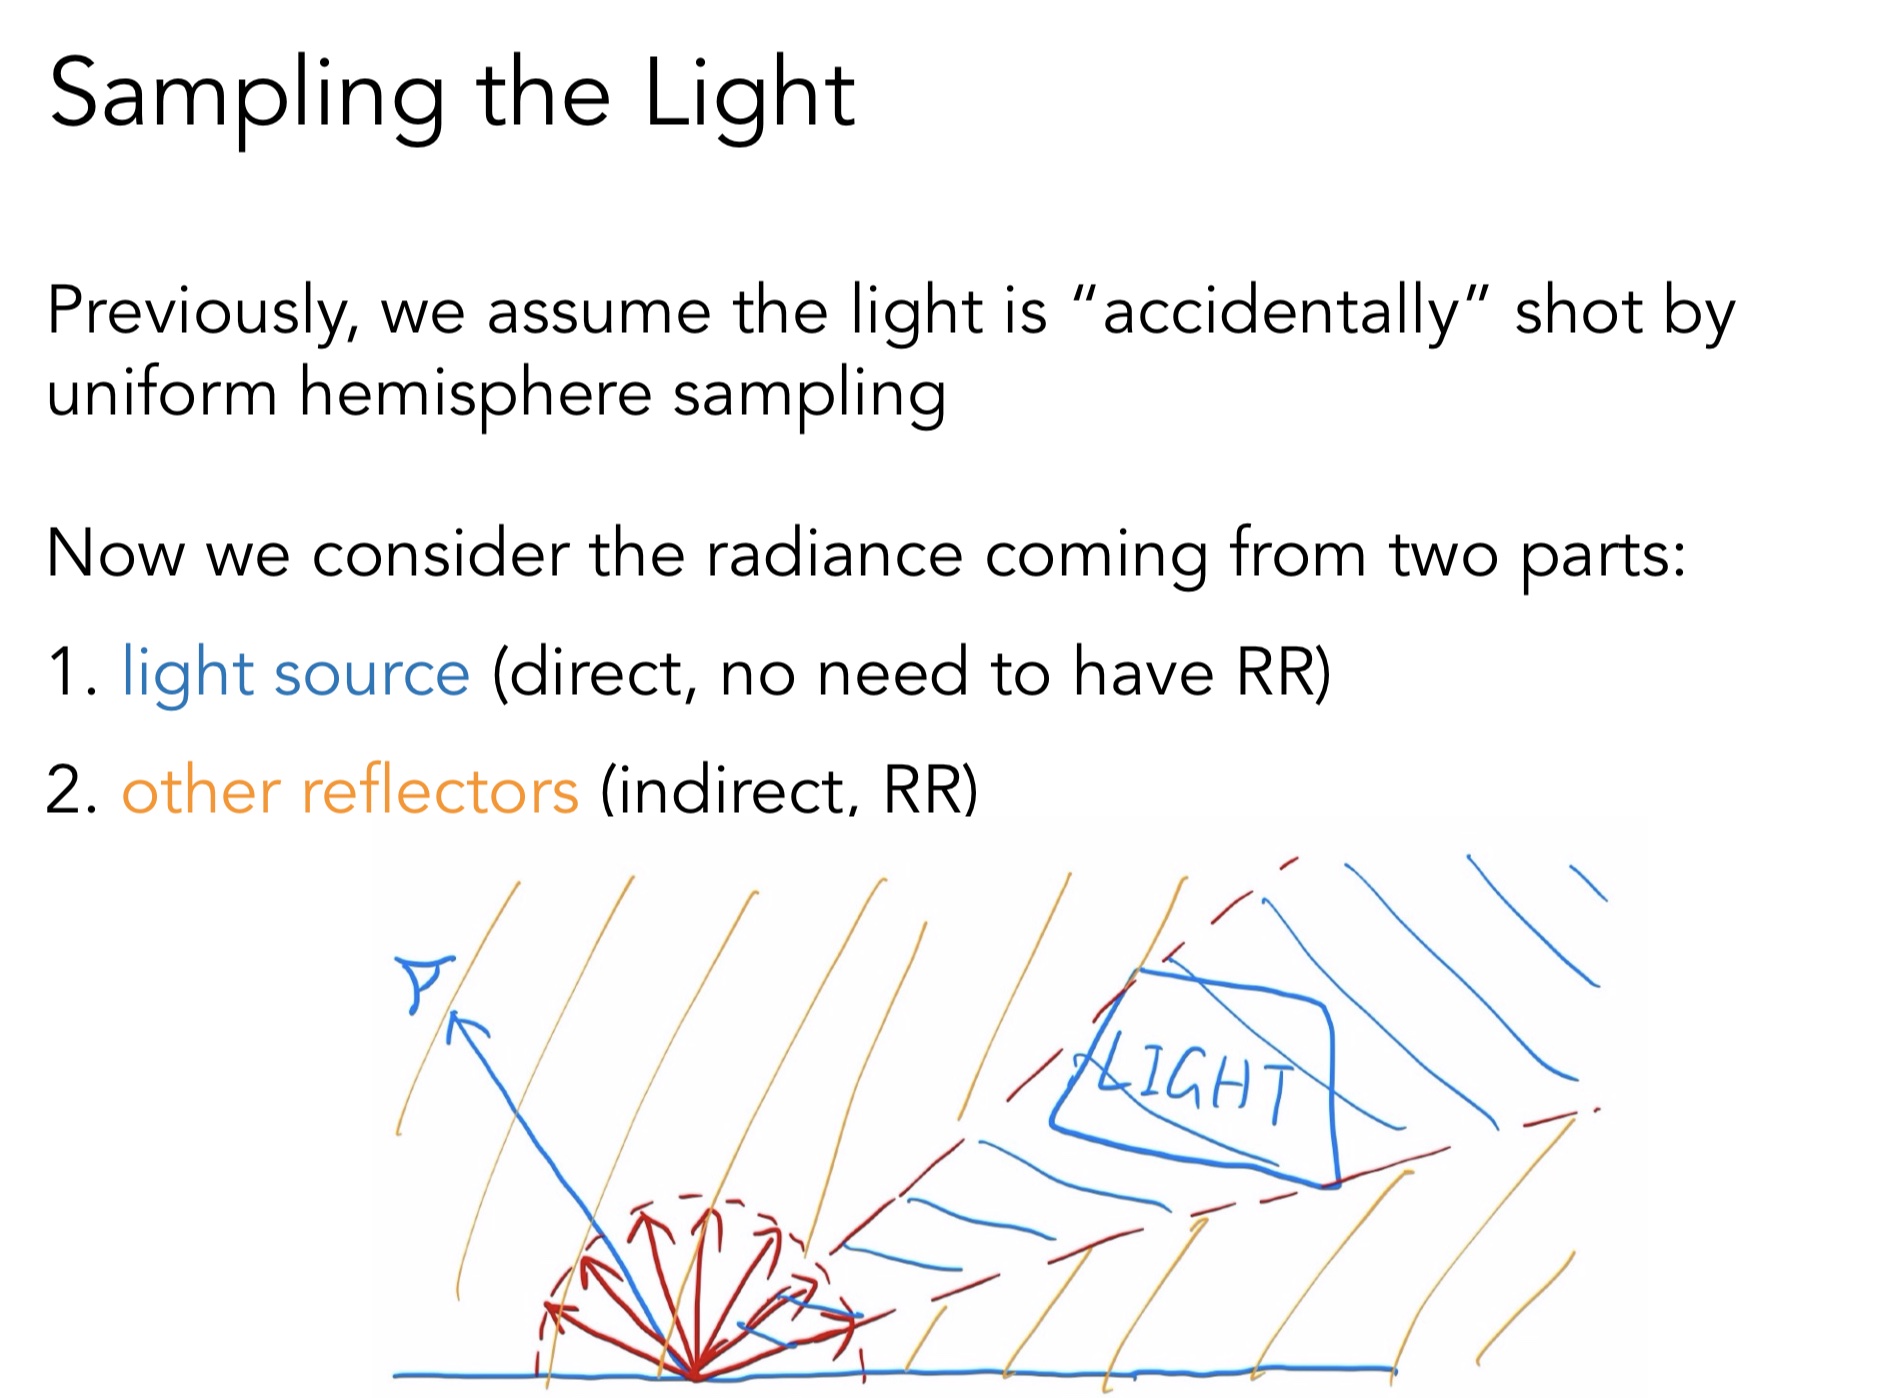 Sampling the Light
Previously, we assume the light is “accidentally” shot by
uniform hemisphere sampling
Now we consider the radiance coming from two parts:
1. light source (direct, no need to have RR)
2. other reflectors (indirect, RR)
LIGHT